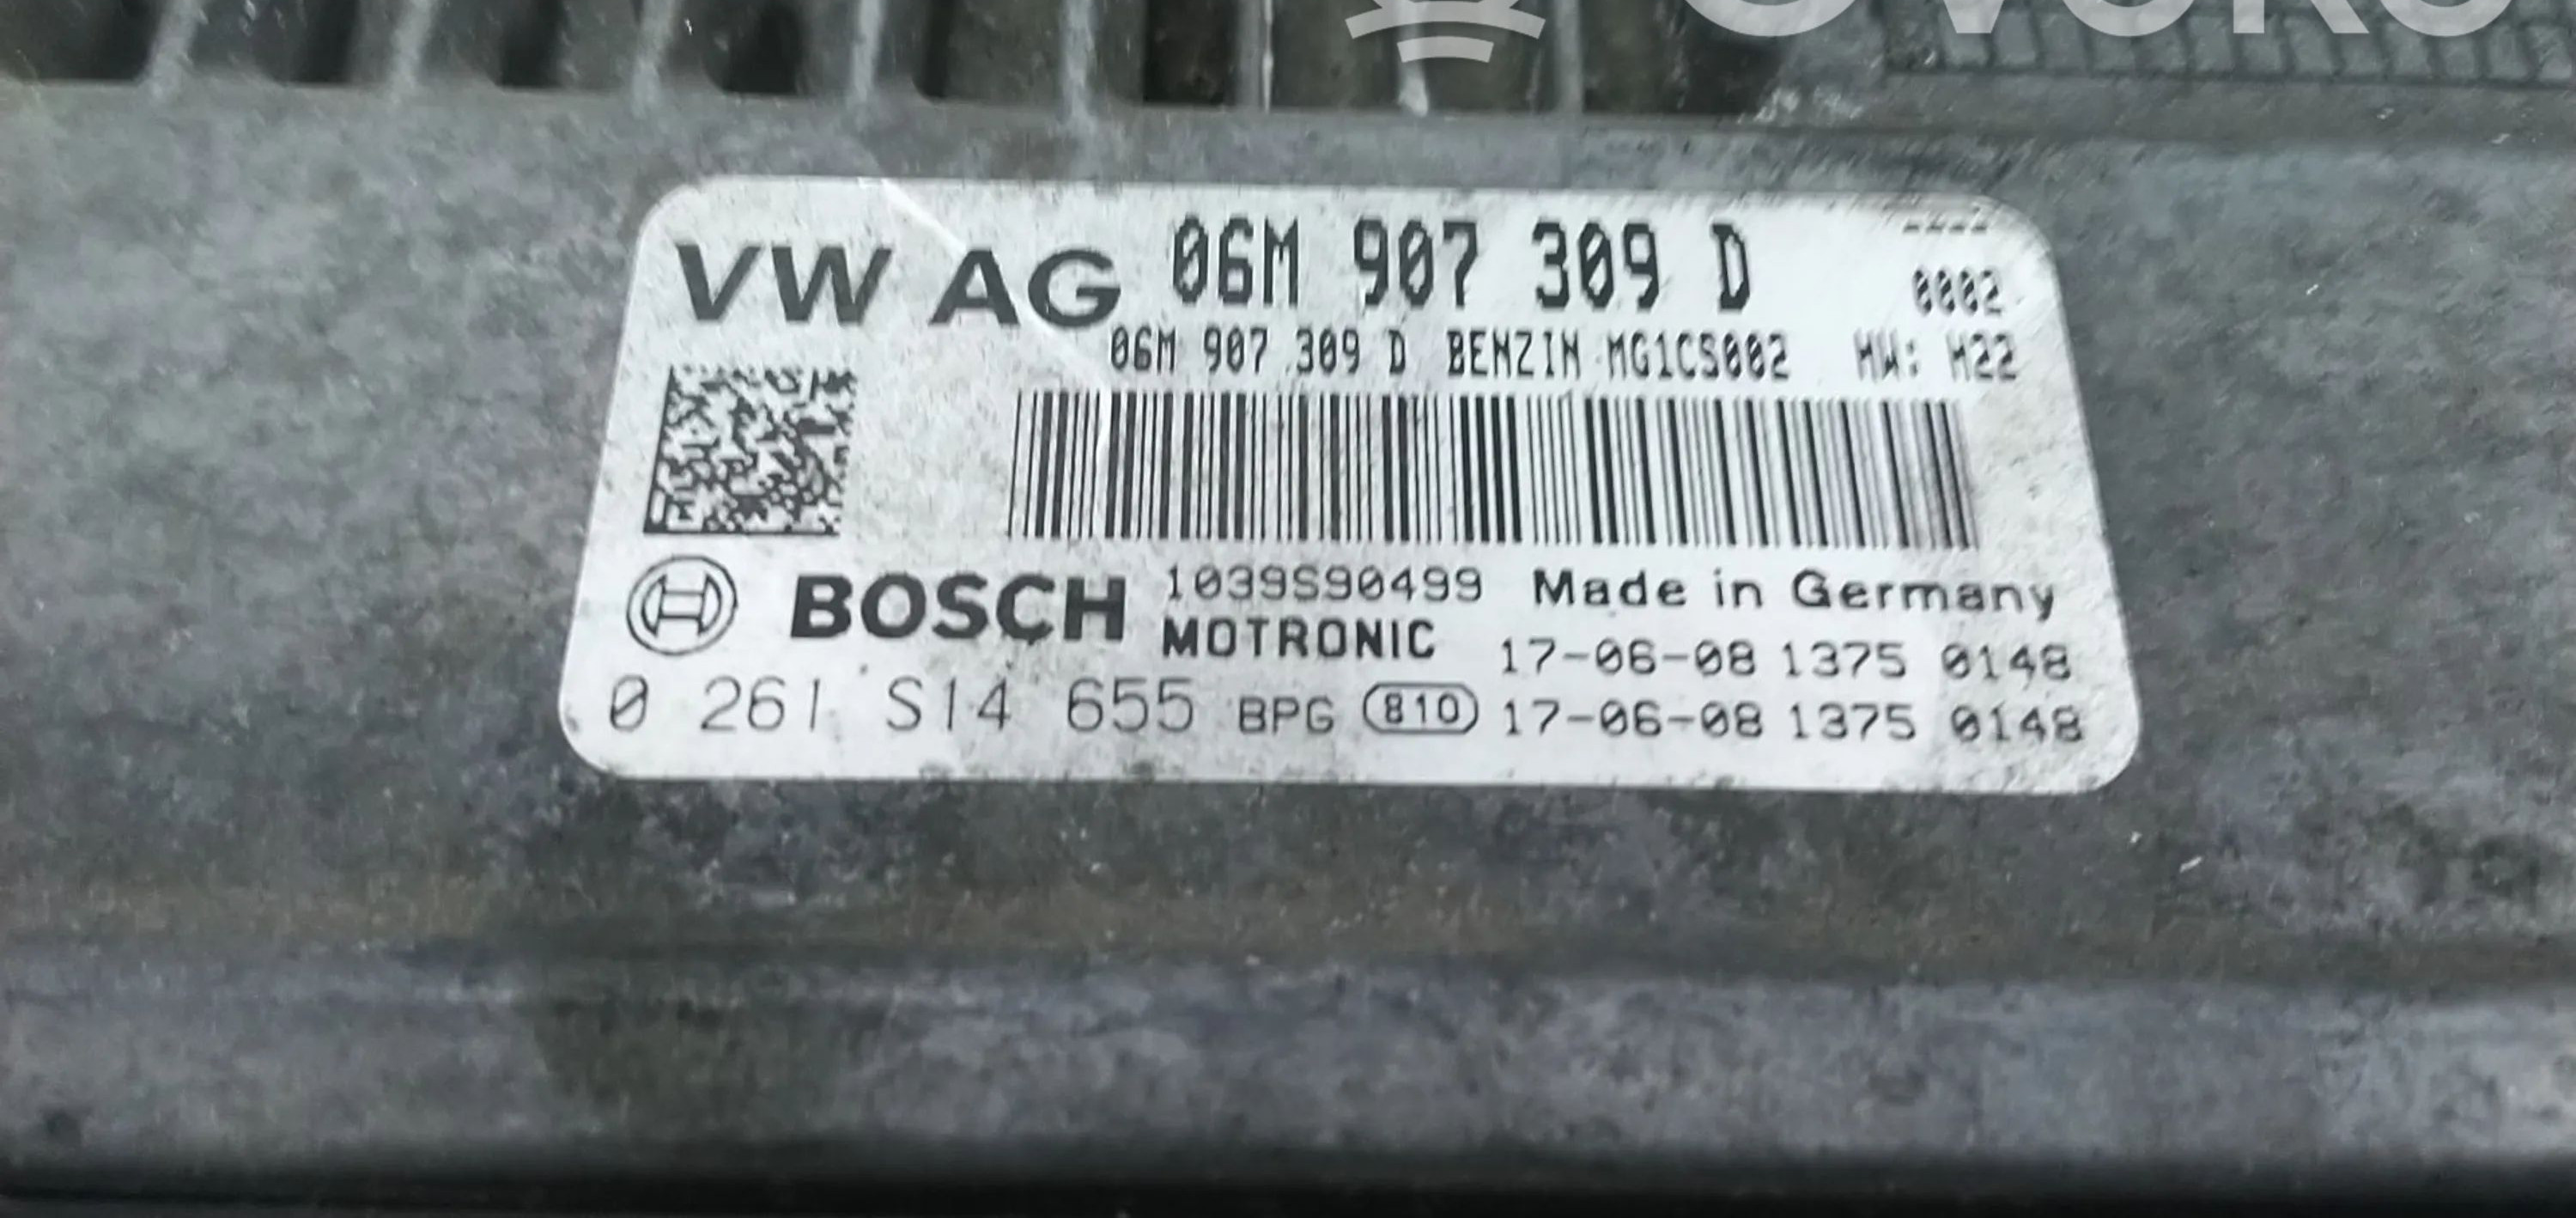 VW AG 06M 907 309 D ----
0002
06M 907 309 D BENZIN MG1CS002 HW: H22
BOSCH 1039S90499 Made in Germany
MOTRONIC 17-06-08 1375 0148
0 261 S14 655 BPG 810 17-06-08 1375 0148